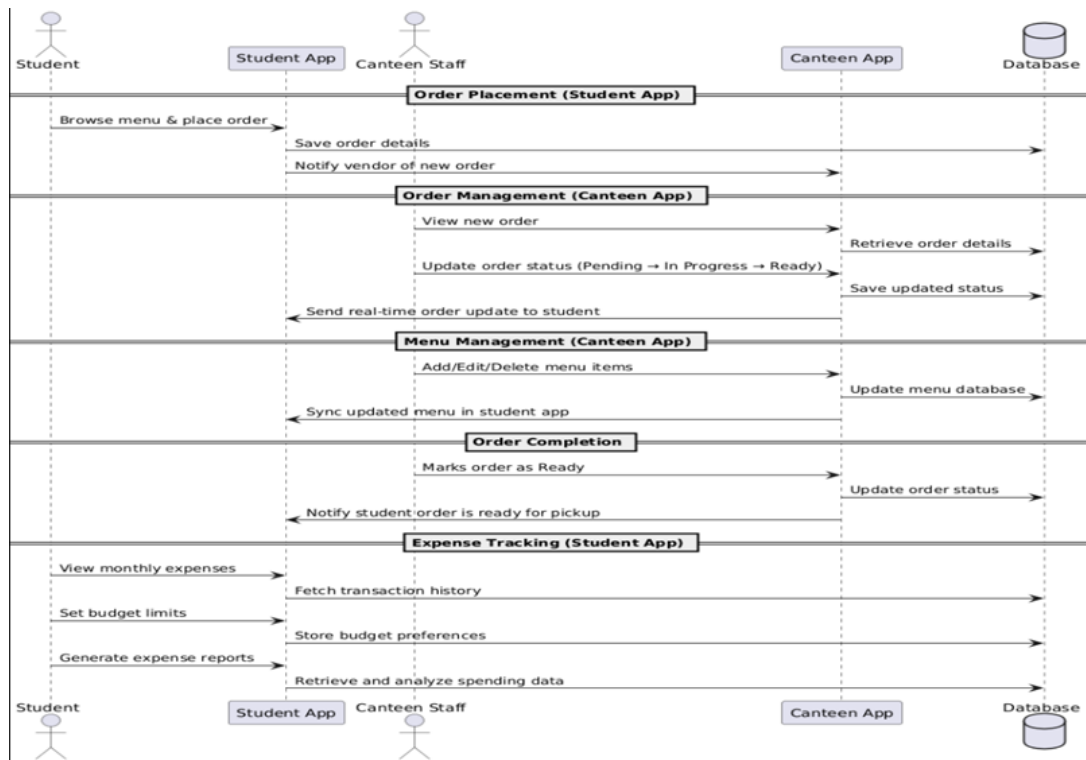 Student
Student App
Canteen Staff
Canteen App
Database
Order Placement (Student App)
Browse menu & place order
Save order details
Notify vendor of new order
Order Management (Canteen App)
View new order
Retrieve order details
Update order status (Pending → In Progress → Ready)
Save updated status
Send real-time order update to student
Menu Management (Canteen App)
Add/Edit/Delete menu items
Update menu database
Sync updated menu in student app
Order Completion
Marks order as Ready
Update order status
Notify student order is ready for pickup
Expense Tracking (Student App)
View monthly expenses
Fetch transaction history
Set budget limits
Store budget preferences
Generate expense reports
Retrieve and analyze spending data
Student
Student App
Canteen Staff
Canteen App
Database